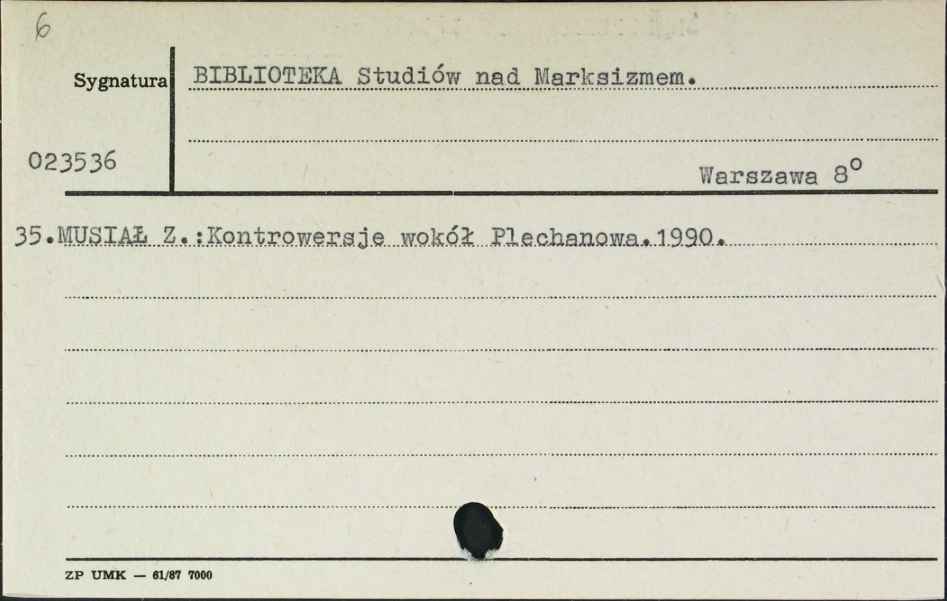 6
Sygnatura
BIBLIOTEKA Studiów nad Marksizmem.
023536
Warszawa 8°
35.MUSIAŁ Z.:Kontrowersje wokół Plechanowa.1990.
ZP UMK — 61/87 7000